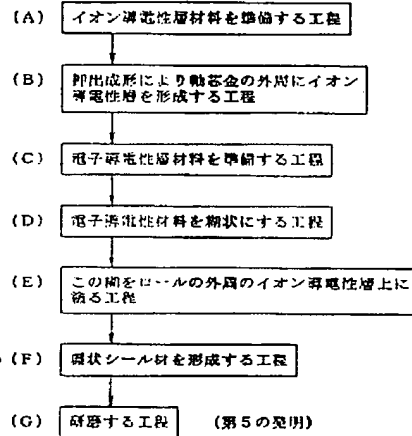 (A) イオン導電性層材料を準備する工程
(B) 押出成形により軸芯金の外周にイオン
導電性層を形成する工程
(C) 電子導電性層材料を準備する工程
(D) 電子導電性材料を糊状にする工程
(E) この糊をロールの外周のイオン導電性層上に
塗る工程
(F) 環状シール材を形成する工程
(G) 研磨する工程 (第5の発明)